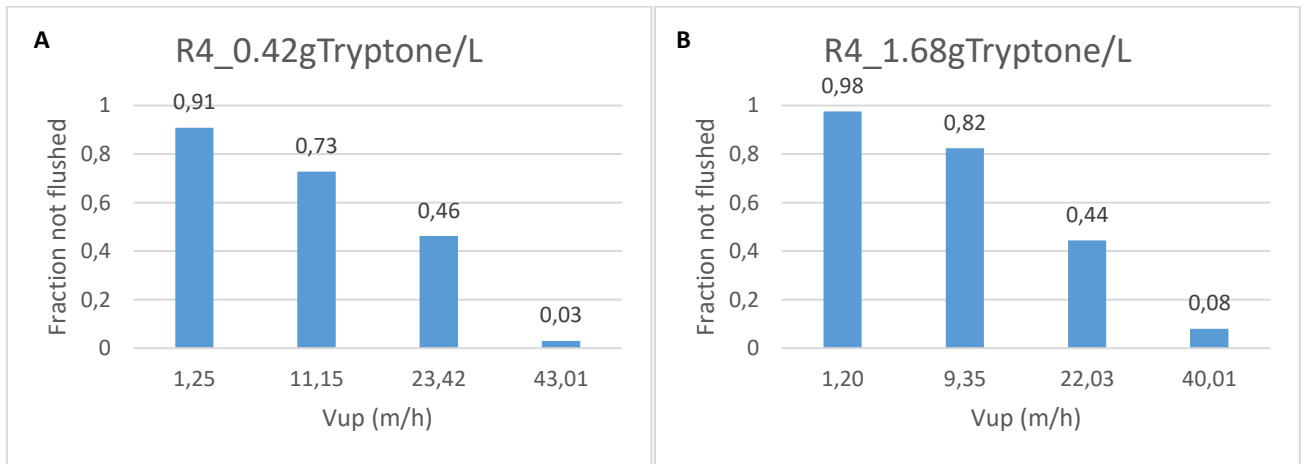 A
R4_0.42gTryptone/L
Fraction not flushed
1
0,8
0,6
0,4
0,2
0
0,91
0,73
0,46
0,03
1,25 11,15 23,42 43,01
Vup (m/h)
B
R4_1.68gTryptone/L
Fraction not flushed
1
0,8
0,6
0,4
0,2
0
0,98
0,82
0,44
0,08
1,20 9,35 22,03 40,01
Vup (m/h)